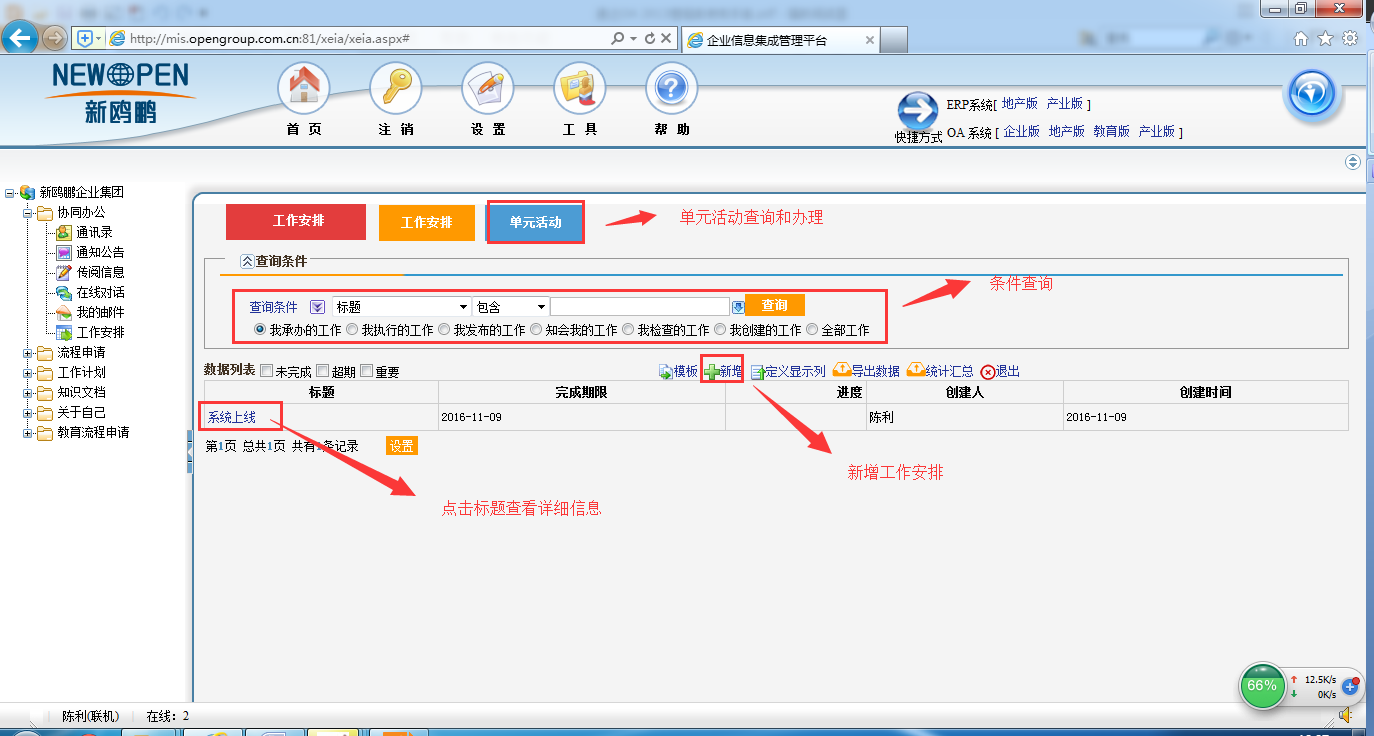 http://mis.opengroup.com.cn:81/xeia/xeia.aspx#
企业信息集成管理平台
NEW OPEN
新鸥鹏
首 页
注 销
设 置
工 具
帮 助
快捷方式
ERP系统[ 地产版 产业版 ]
OA 系统 [ 企业版 地产版 教育版 产业版 ]
新鸥鹏企业集团
协同办公
通讯录
通知公告
传阅信息
在线对话
我的邮件
工作安排
流程申请
工作计划
知识文档
关于自己
教育流程申请
工作安排 工作安排 单元活动 单元活动查询和办理
查询条件
条件查询
查询条件 标题 包含 查询
我承办的工作 我执行的工作 我发布的工作 知会我的工作 我检查的工作 我创建的工作 全部工作
数据列表 未完成 超期 重要 模板 新增 定义显示列 导出数据 统计汇总 退出
标题 完成期限 进度 创建人 创建时间
系统上线 2016-11-09 陈利 2016-11-09
第1页 总共1页 共有1条记录 设置
新增工作安排
点击标题查看详细信息
66% 12.5K/s
0K/s
陈利(联机) 在线：2